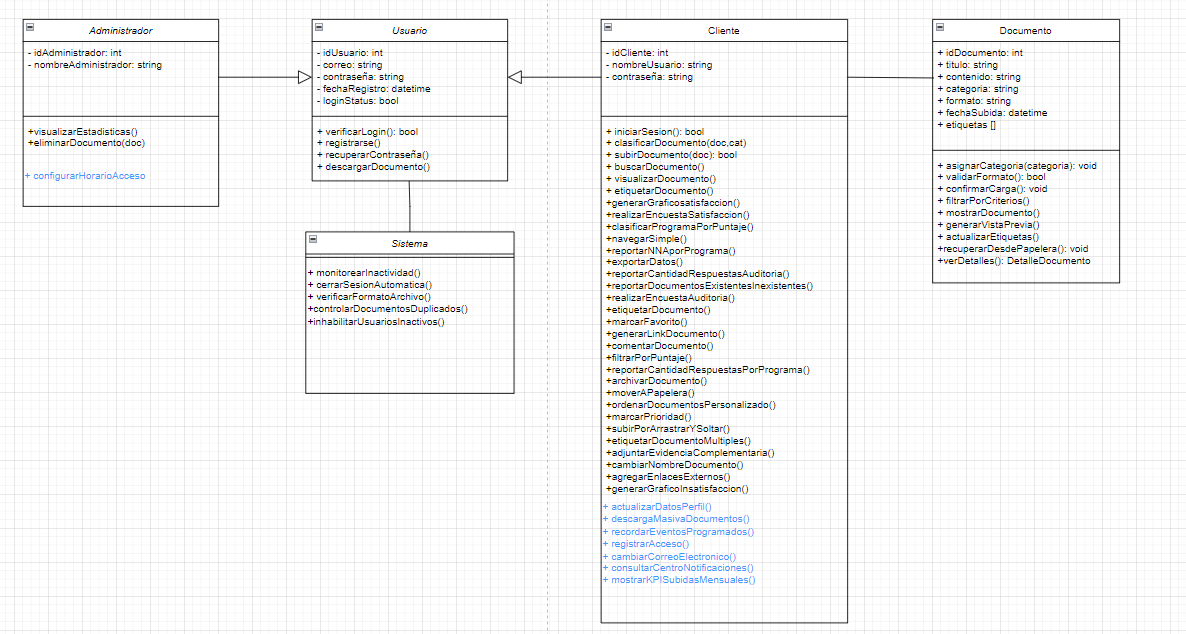 Administrador
- idAdministrador: int
- nombreAdministrador: string
+visualizarEstadisticas()
+eliminarDocumento(doc)
+ configurarHorarioAcceso
Usuario
- idUsuario: int
- correo: string
- contraseña: string
- fechaRegistro: datetime
- loginStatus: bool
+ verificarLogin(): bool
+ registrarse()
+ recuperarContraseña()
+ descargarDocumento()
Sistema
+ monitorearInactividad()
+ cerrarSesionAutomatica()
+ verificarFormatoArchivo()
+controlarDocumentosDuplicados()
+inhabilitarUsuariosInactivos()
Cliente
- idCliente: int
- nombreUsuario: string
- contraseña: string
+ iniciarSesion(): bool
+ clasificarDocumento(doc,cat)
+ subirDocumento(doc): bool
+ buscarDocumento()
+ visualizarDocumento()
+ etiquetarDocumento()
+generarGraficosatisfaccion()
+realizarEncuestaSatisfaccion()
+clasificarProgramaPorPuntaje()
+navegarSimple()
+reportarNNAporPrograma()
+exportarDatos()
+reportarCantidadRespuestasAuditoria()
+reportarDocumentosExistentesInexistentes()
+realizarEncuestaAuditoria()
+etiquetarDocumento()
+marcarFavorito()
+generarLinkDocumento()
+comentarDocumento()
+filtrarPorPuntaje()
+reportarCantidadRespuestasPorPrograma()
+archivarDocumento()
+moverAPapelera()
+ordenarDocumentosPersonalizado()
+marcarPrioridad()
+subirPorArrastrarYSoltar()
+etiquetarDocumentoMultiples()
+adjuntarEvidenciaComplementaria()
+cambiarNombreDocumento()
+agregarEnlacesExternos()
+generarGraficoInsatisfaccion()
+ actualizarDatosPerfil()
+ descargaMasivaDocumentos()
+ recordarEventosProgramados()
+ registrarAcceso()
+ cambiarCorreoElectronico()
+ consultarCentroNotificaciones()
+ mostrarKPISubidasMensuales()
Documento
+ idDocumento: int
+ titulo: string
+ contenido: string
+ categoria: string
+ formato: string
+ fechaSubida: datetime
+ etiquetas []
+ asignarCategoria(categoria): void
+ validarFormato(): bool
+ confirmarCarga(): void
+ filtrarPorCriterios()
+ mostrarDocumento()
+ generarVistaPrevia()
+ actualizarEtiquetas()
+recuperarDesdePapelera(): void
+verDetalles(): DetalleDocumento